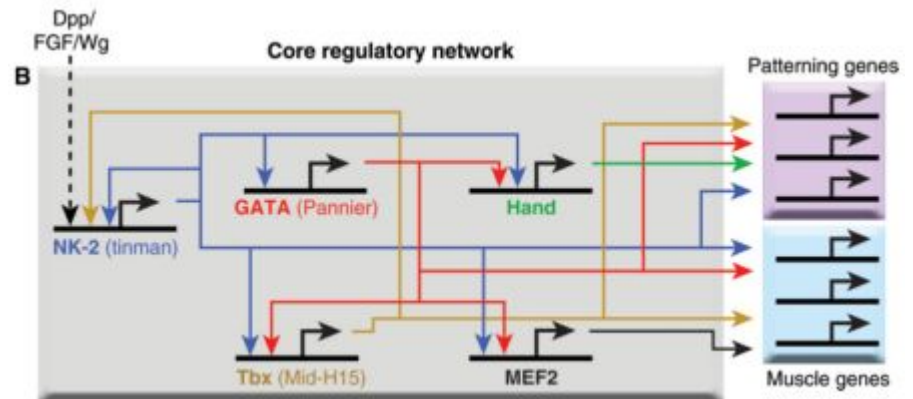 Dpp/
FGF/Wg
Core regulatory network
B
Patterning genes
GATA (Pannier)
Hand
NK-2 (tinman)
Tbx (Mid-H15)
MEF2
Muscle genes